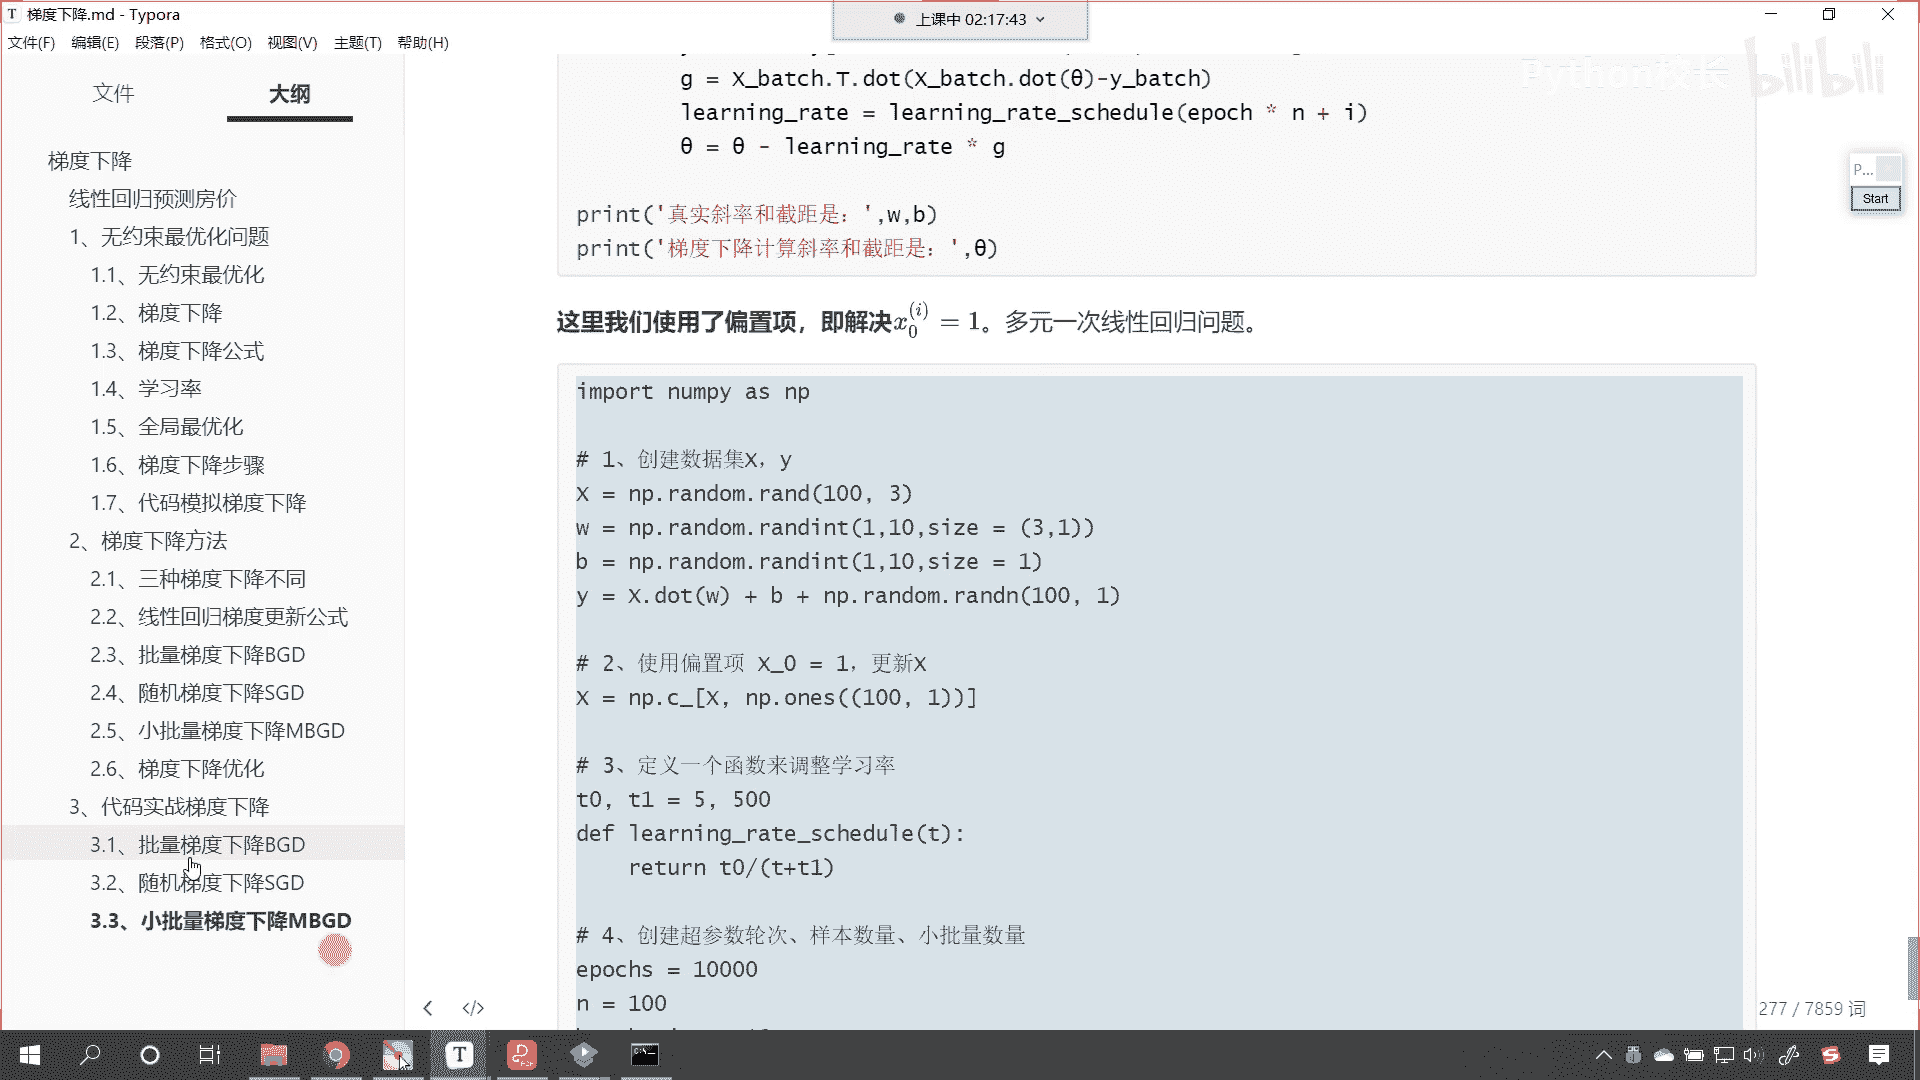 梯度下降.md - Typora
上课中 02:17:43
文件(F) 编辑(E) 段落(P) 格式(O) 视图(V) 主题(T) 帮助(H)
文件 大纲
梯度下降
线性回归预测房价
1、无约束最优化问题
1.1、无约束最优化
1.2、梯度下降
1.3、梯度下降公式
1.4、学习率
1.5、全局最优化
1.6、梯度下降步骤
1.7、代码模拟梯度下降
2、梯度下降方法
2.1、三种梯度下降不同
2.2、线性回归梯度更新公式
2.3、批量梯度下降BGD
2.4、随机梯度下降SGD
2.5、小批量梯度下降MBGD
2.6、梯度下降优化
3、代码实战梯度下降
3.1、批量梯度下降BGD
3.2、随机梯度下降SGD
3.3、小批量梯度下降MBGD
g = X_batch.T.dot(X_batch.dot(θ)-y_batch)
learning_rate = learning_rate_schedule(epoch * n + i)
θ = θ - learning_rate * g
print('真实斜率和截距是：',w,b)
print('梯度下降计算斜率和截距是：',θ)
这里我们使用了偏置项，即解决x_0^{(i)} = 1。多元一次线性回归问题。
import numpy as np
# 1、创建数据集X，y
X = np.random.rand(100, 3)
w = np.random.randint(1,10,size = (3,1))
b = np.random.randint(1,10,size = 1)
y = X.dot(w) + b + np.random.randn(100, 1)
# 2、使用偏置项 X_0 = 1，更新X
X = np.c_[X, np.ones((100, 1))]
# 3、定义一个函数来调整学习率
t0, t1 = 5, 500
def learning_rate_schedule(t):
return t0/(t+t1)
# 4、创建超参数轮次、样本数量、小批量数量
epochs = 10000
n = 100
277 / 7859 词
Python校长 bilibili
P...
Start